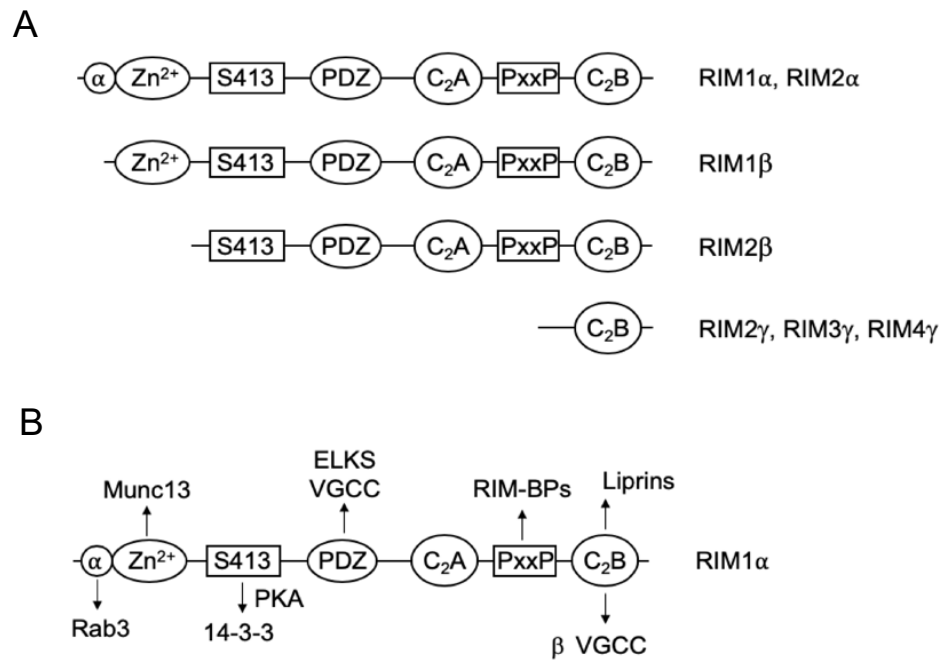 A
α Zn²⁺ S413 PDZ C₂A PxxP C₂B RIM1α, RIM2α
Zn²⁺ S413 PDZ C₂A PxxP C₂B RIM1β
S413 PDZ C₂A PxxP C₂B RIM2β
C₂B RIM2γ, RIM3γ, RIM4γ
B
ELKS
Munc13 VGCC RIM-BPs Liprins
α Zn²⁺ S413 PDZ C₂A PxxP C₂B RIM1α
PKA
Rab3 14-3-3
β VGCC